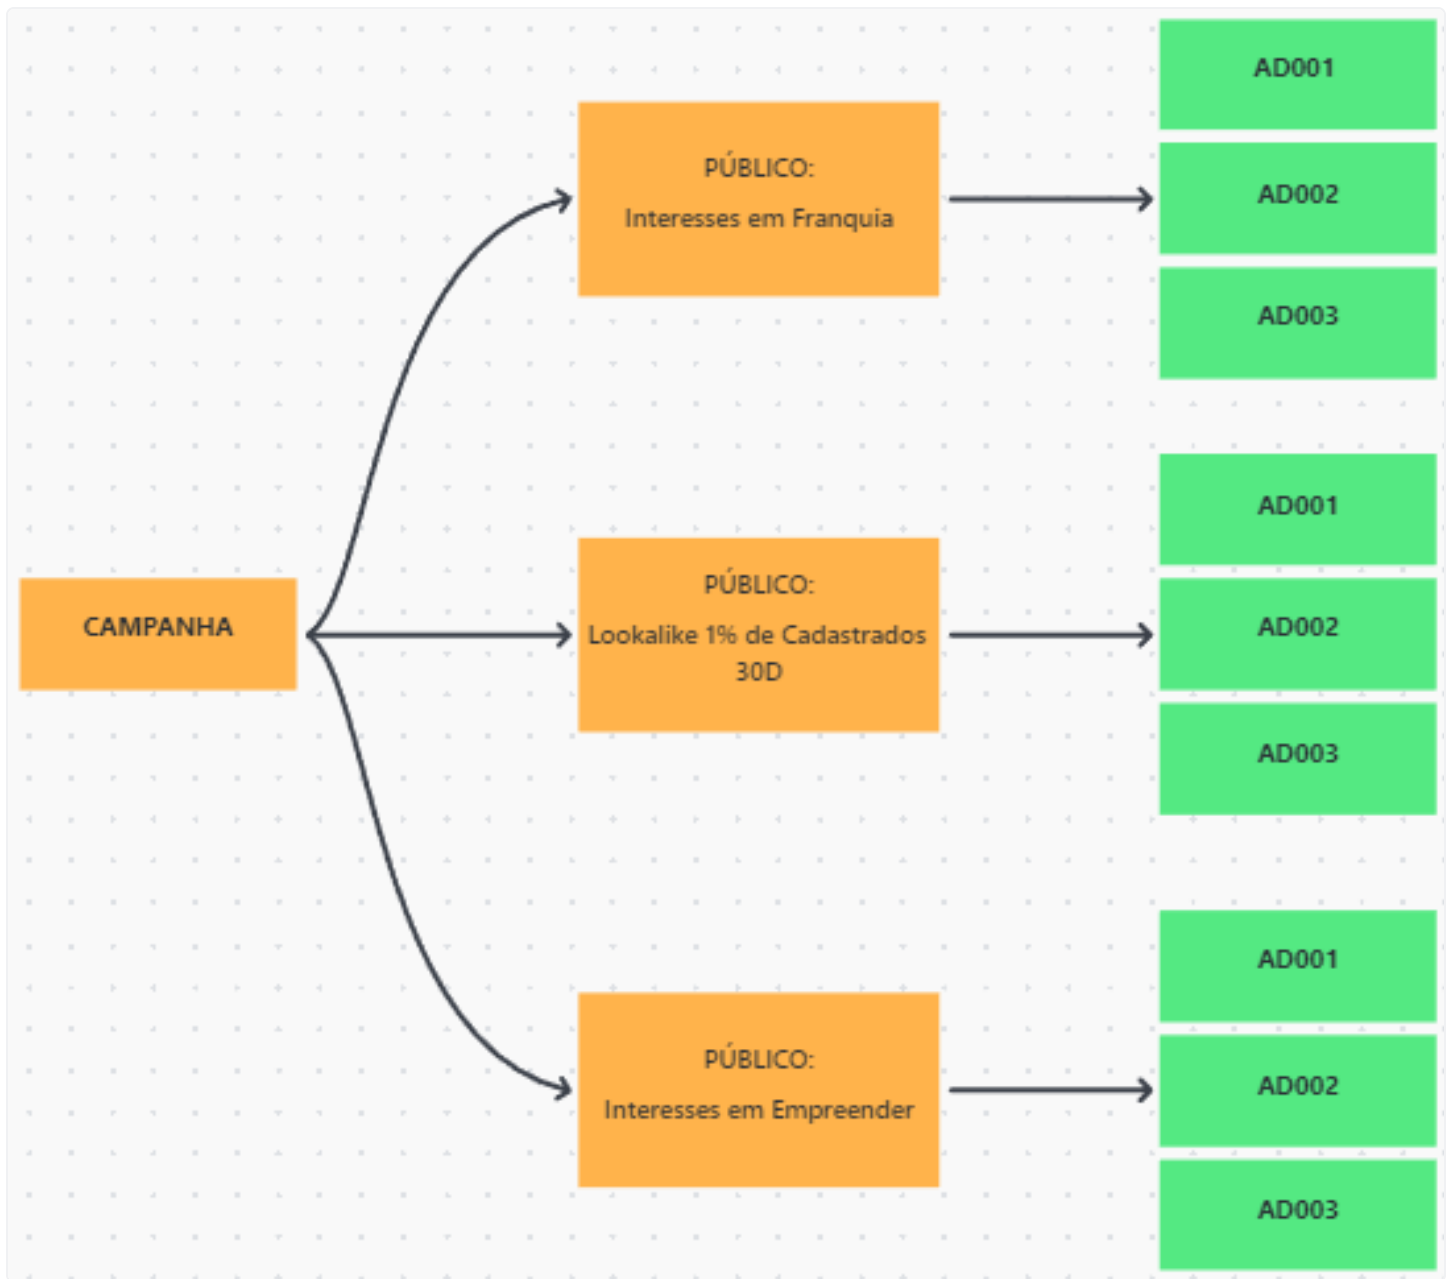 AD001
PÚBLICO:
Interesses em Franquia
AD002
AD003
CAMPANHA
PÚBLICO:
Lookalike 1% de Cadastrados
30D
AD001
AD002
AD003
PÚBLICO:
Interesses em Empreender
AD001
AD002
AD003